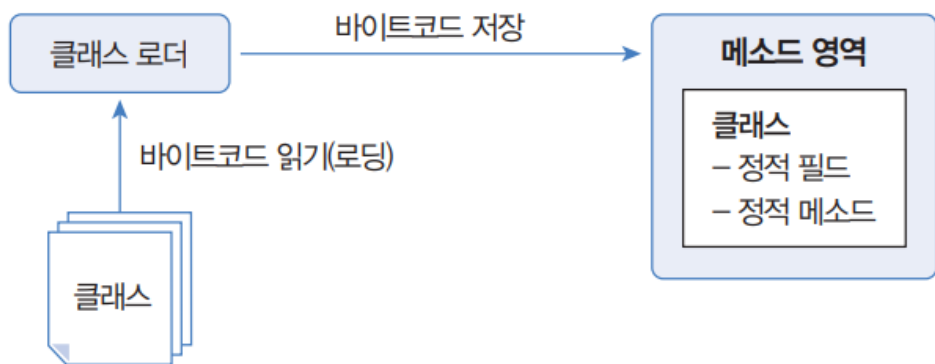 클래스 로더
바이트코드 저장
메소드 영역
클래스
– 정적 필드
– 정적 메소드
바이트코드 읽기(로딩)
클래스